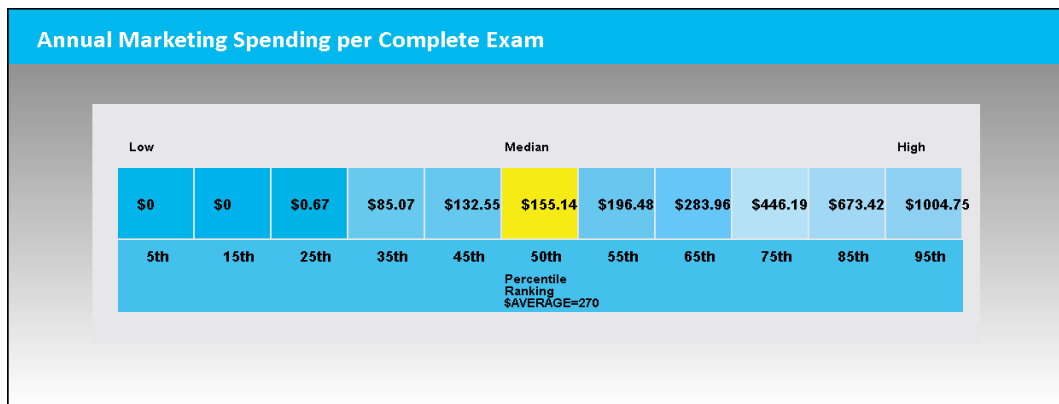 Annual Marketing Spending per Complete Exam
Low Median High
$0 $0 $0.67 $85.07 $132.55 $155.14 $196.48 $283.96 $446.19 $673.42 $1004.75
5th 15th 25th 35th 45th 50th 55th 65th 75th 85th 95th
Percentile
Ranking
$AVERAGE=270